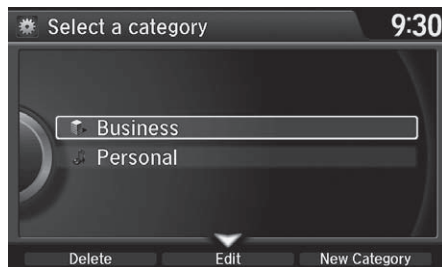 Select a category
9:30
Business
Personal
Delete
Edit
New Category